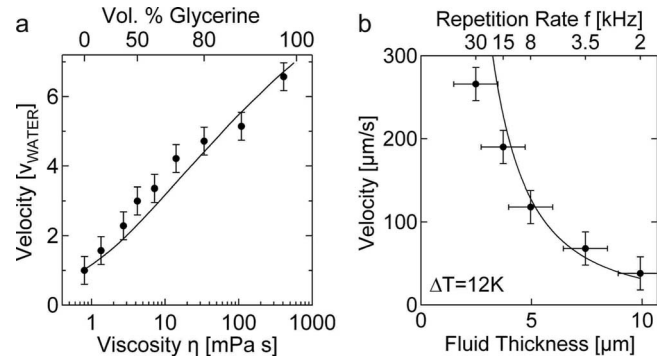 a
Vol. % Glycerine
0 50 80 100
Velocity [vWATER]
6
4
2
0
1 10 100 1000
Viscosity η [mPa s]
b
Repetition Rate f [kHz]
30 15 8 3.5 2
Velocity [µm/s]
300
200
100
0
ΔT=12K
5 10
Fluid Thickness [µm]